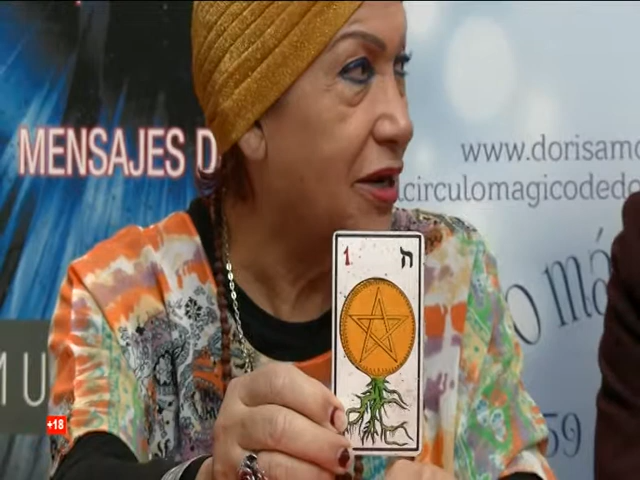 MENSAJES D
www.dorisamo
circulomagicodedo
o má
59
MU
+18
1 ה